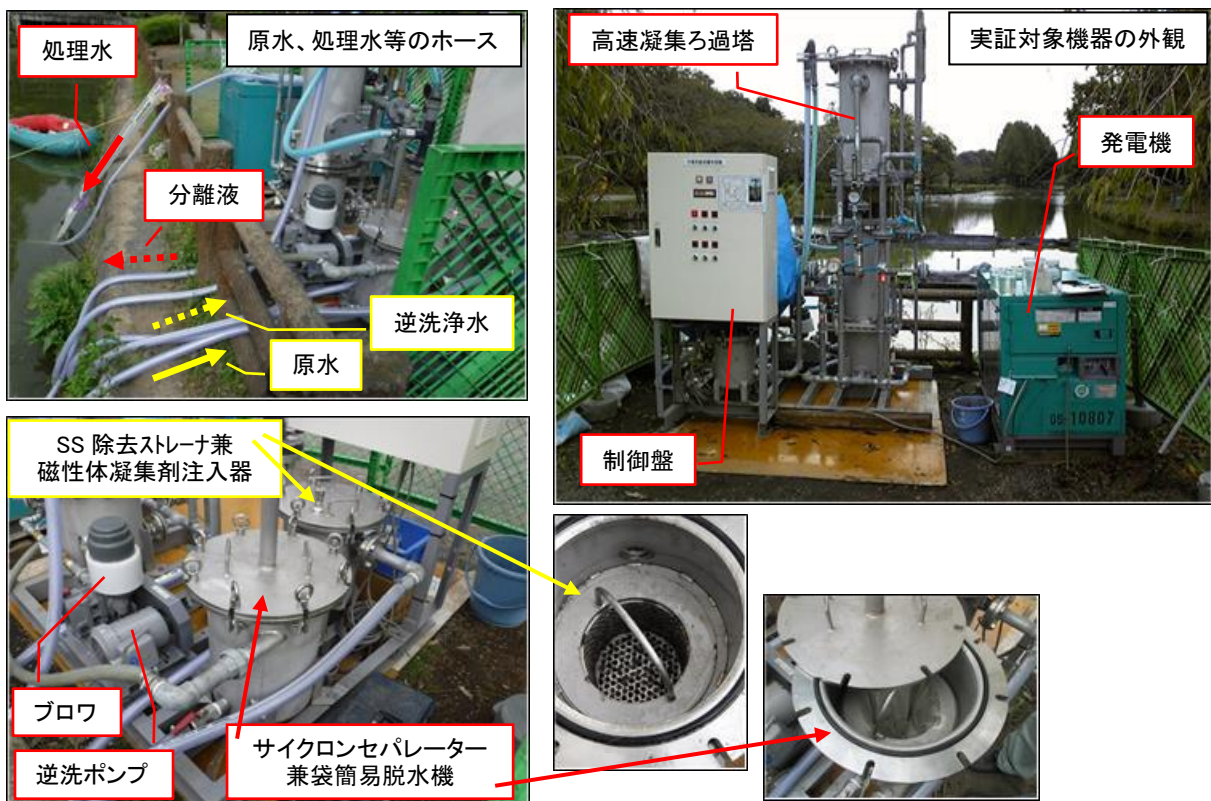 原水、処理水等のホース
処理水
分離液
逆洗浄水
原水
実証対象機器の外観
高速凝集ろ過塔
発電機
制御盤
GS-10807
SS 除去ストレーナ兼
磁性体凝集剤注入器
ブロワ
逆洗ポンプ
サイクロンセパレーター
兼袋簡易脱水機